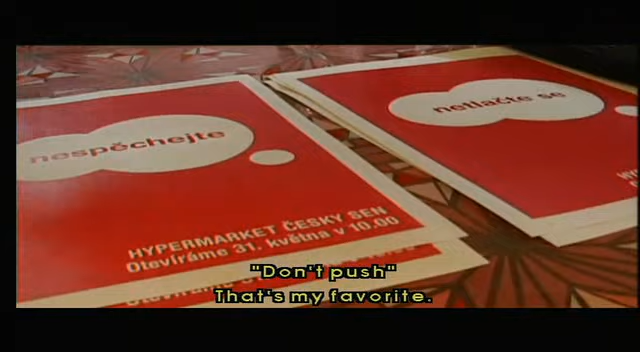 nespěchejte
HYPERMARKET ČESKÝ SEN
Otevíráme 31. května v 10.00
netlačte se
"Don't push"
That's my favorite.